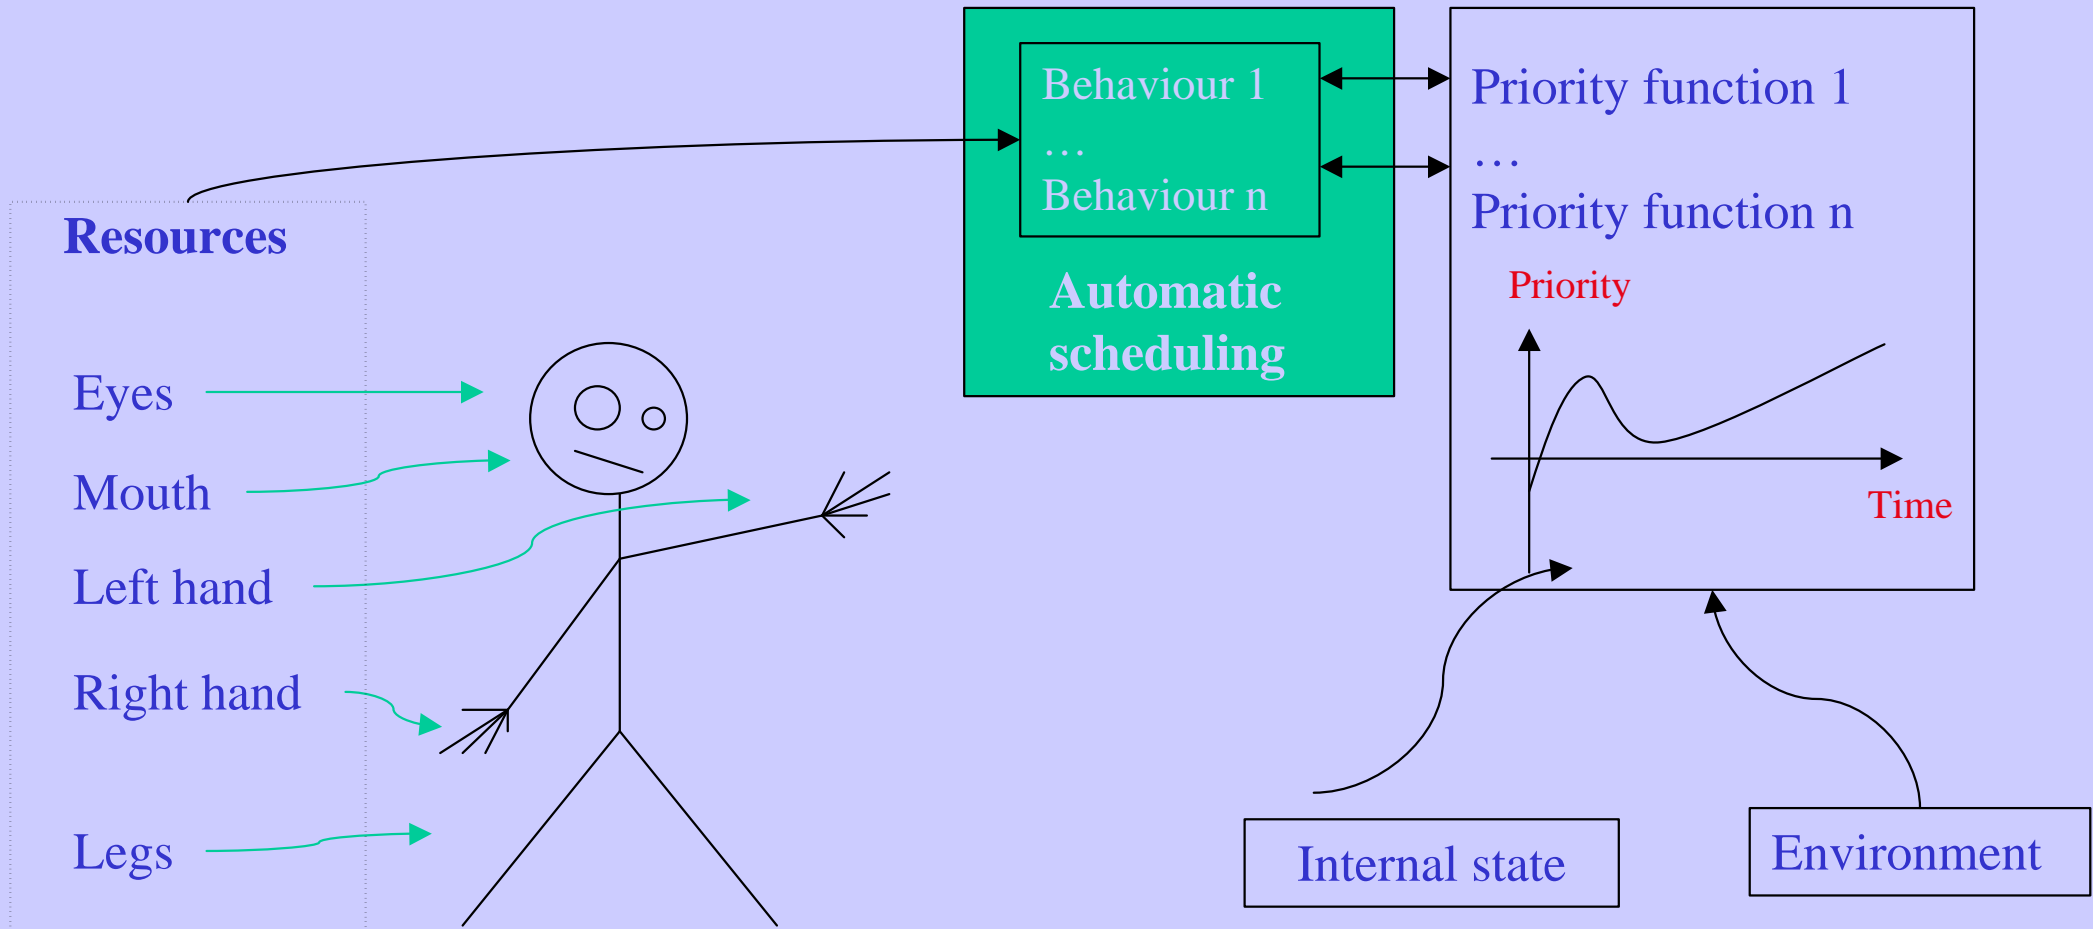 Behaviour 1
…
Behaviour n
Automatic
scheduling
Priority function 1
…
Priority function n
Priority
Time
Resources
Eyes
Mouth
Left hand
Right hand
Legs
Internal state
Environment